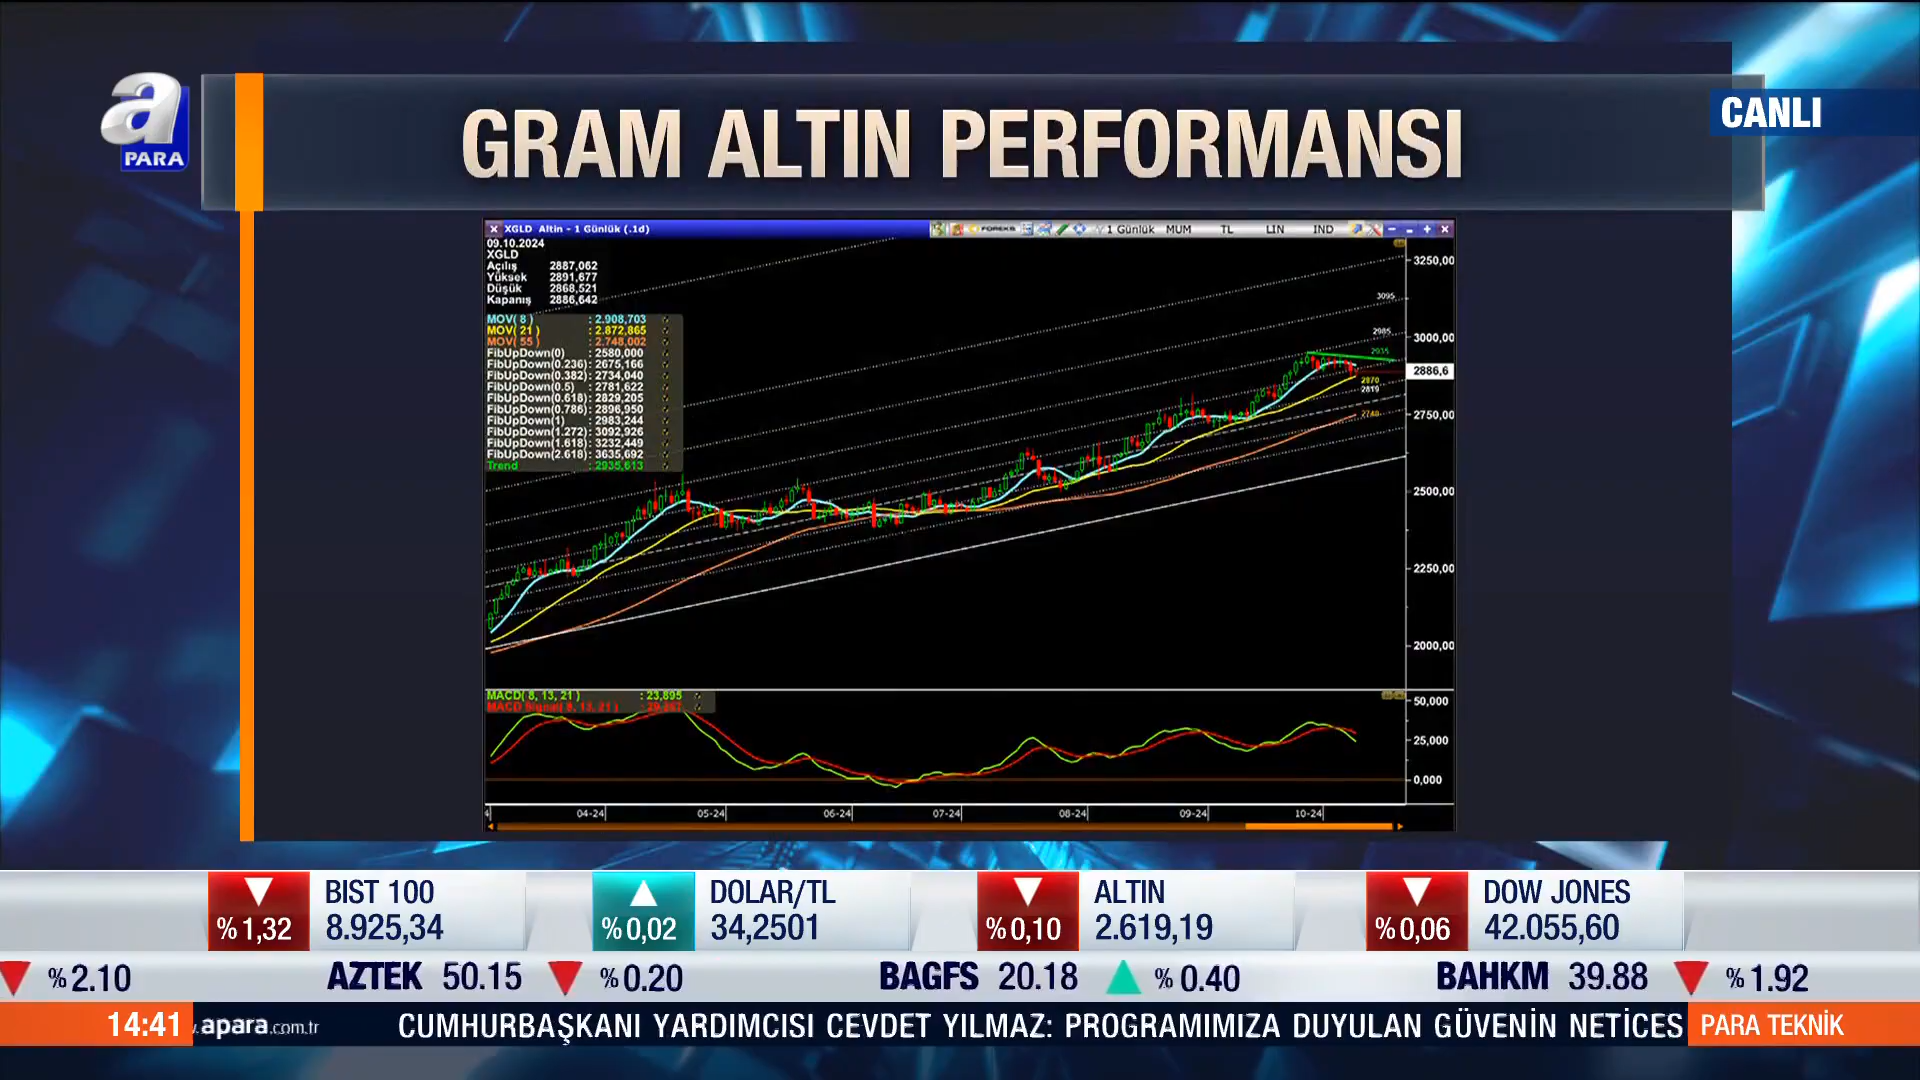 a
PARA
GRAM ALTIN PERFORMANSI
CANLI
XGLD Altin - 1 Günlük (.1d)
FOREKS
1 Günlük MUM TL LIN IND
09.10.2024
XGLD
Açılış 2887,062
Yüksek 2891,677
Düşük 2868,521
Kapanış 2886,642
MOV( 8 ) : 2.908,703
MOV( 21 ) : 2.872,865
MOV( 55 ) : 2.748,002
FibUpDown(0) : 2580,000
FibUpDown(0.236) : 2675,166
FibUpDown(0.382) : 2734,040
FibUpDown(0.5) : 2781,622
FibUpDown(0.618) : 2829,205
FibUpDown(0.786) : 2896,950
FibUpDown(1) : 2983,244
FibUpDown(1.272) : 3092,926
FibUpDown(1.618) : 3232,449
FibUpDown(2.618) : 3635,692
Trend : 2935,613
3250,00
3095
2985
3000,00
2935
2886,6
2870
2819
2750,00
2748
2500,00
2250,00
2000,00
MACD( 8, 13, 21 ) : 23,895
MACD Signal( 8, 13, 21 )
50,000
25,000
0,000
04-24 05-24 06-24 07-24 08-24 09-24 10-24
%1,32 BIST 100 8.925,34
%0,02 DOLAR/TL 34,2501
%0,10 ALTIN 2.619,19
%0,06 DOW JONES 42.055,60
%2.10 AZTEK 50.15 %0.20 BAGFS 20.18 %0.40 BAHKM 39.88 %1.92
14:41 .apara.com.tr CUMHURBAŞKANI YARDIMCISI CEVDET YILMAZ: PROGRAMIMIZA DUYULAN GÜVENİN NETİCES PARA TEKNİK